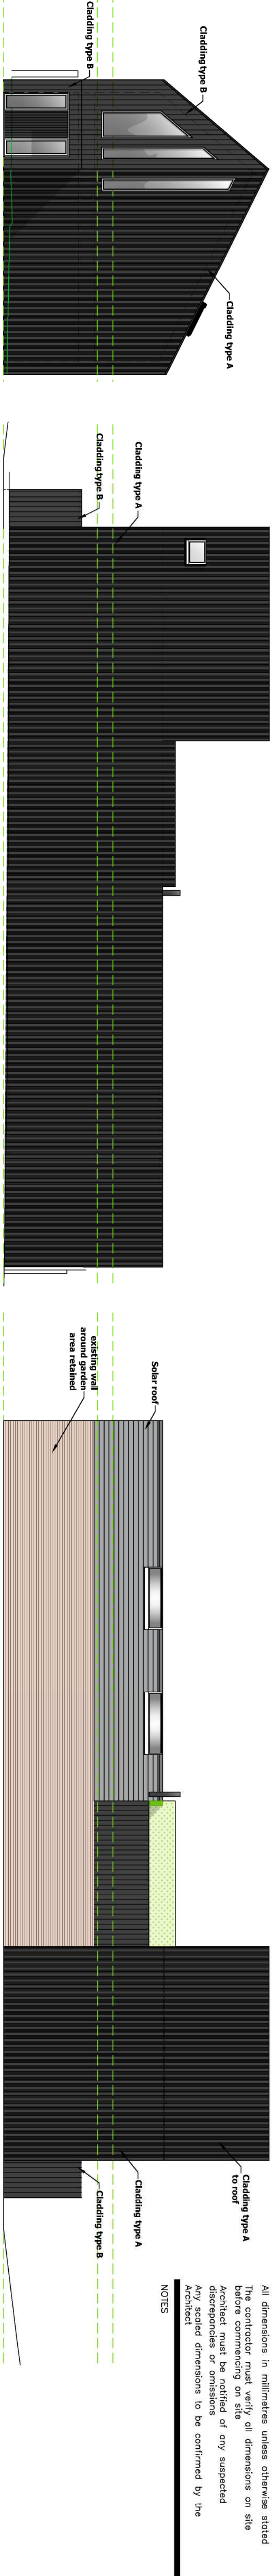 Cladding type B
Cladding type B
Cladding type A
Cladding type B
Cladding type A
existing wall
around garden
area retained
Solar roof
Cladding type A
to roof
Cladding type A
Cladding type B
All dimensions in millimetres unless otherwise stated
The contractor must verify all dimensions on site
before commencing on site
Architect must be notified of any suspected
discrepancies or omissions
Any scaled dimensions to be confirmed by the
Architect
NOTES